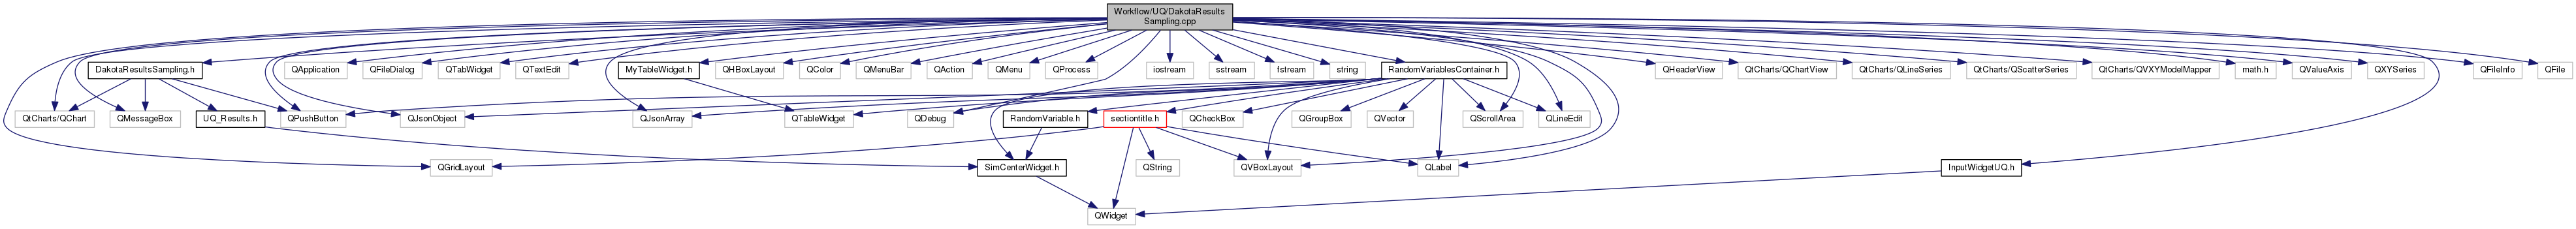 Workflow/UQ/DakotaResults
Sampling.cpp
DakotaResultsSampling.h
QApplication
QFileDialog
QTabWidget
QTextEdit
MyTableWidget.h
QHBoxLayout
QColor
QMenuBar
QAction
QMenu
QProcess
iostream
sstream
fstream
string
RandomVariablesContainer.h
QHeaderView
QtCharts/QChartView
QtCharts/QLineSeries
QtCharts/QScatterSeries
QtCharts/QVXYModelMapper
math.h
QValueAxis
QXYSeries
QFileInfo
QFile
QtCharts/QChart
QMessageBox
UQ_Results.h
QPushButton
QJsonObject
QJsonArray
QTableWidget
QDebug
RandomVariable.h
sectiontitle.h
QCheckBox
QGroupBox
QVector
QScrollArea
QLineEdit
QGridLayout
SimCenterWidget.h
QString
QVBoxLayout
QLabel
InputWidgetUQ.h
QWidget